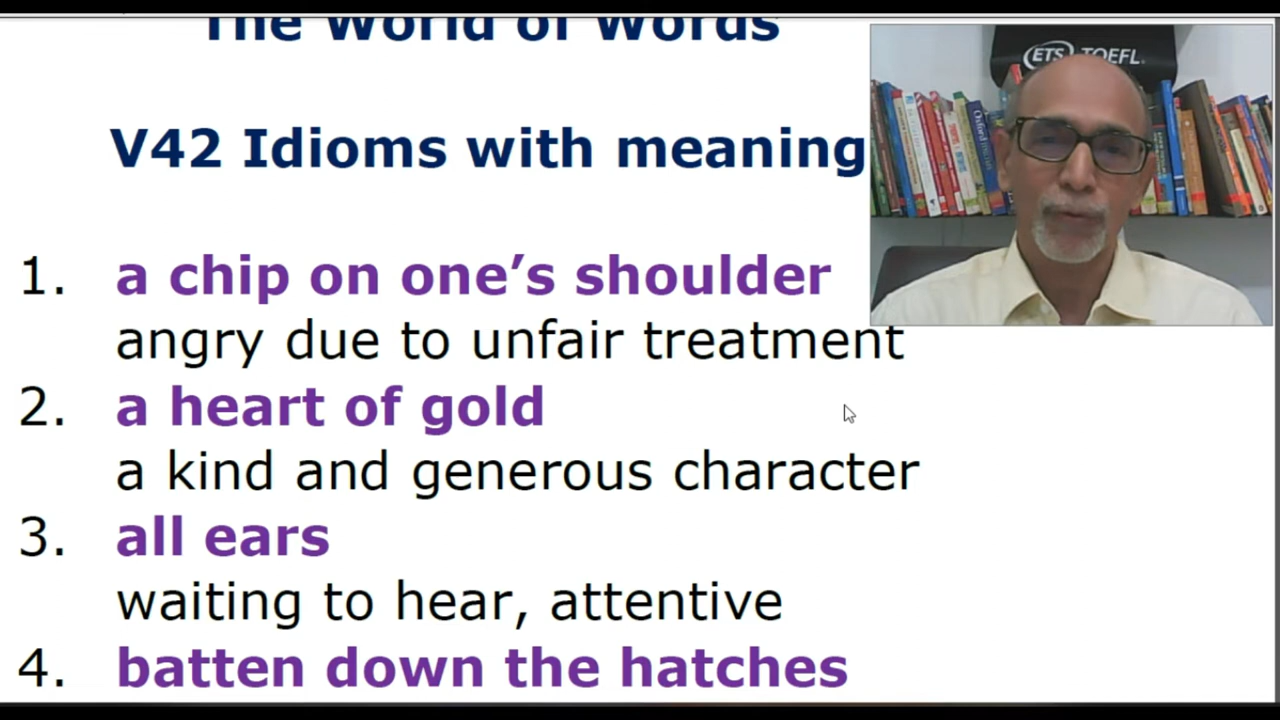 The World of Words
V42 Idioms with meaning
1. a chip on one’s shoulder
angry due to unfair treatment
2. a heart of gold
a kind and generous character
3. all ears
waiting to hear, attentive
4. batten down the hatches
ETS TOEFL
Oxford